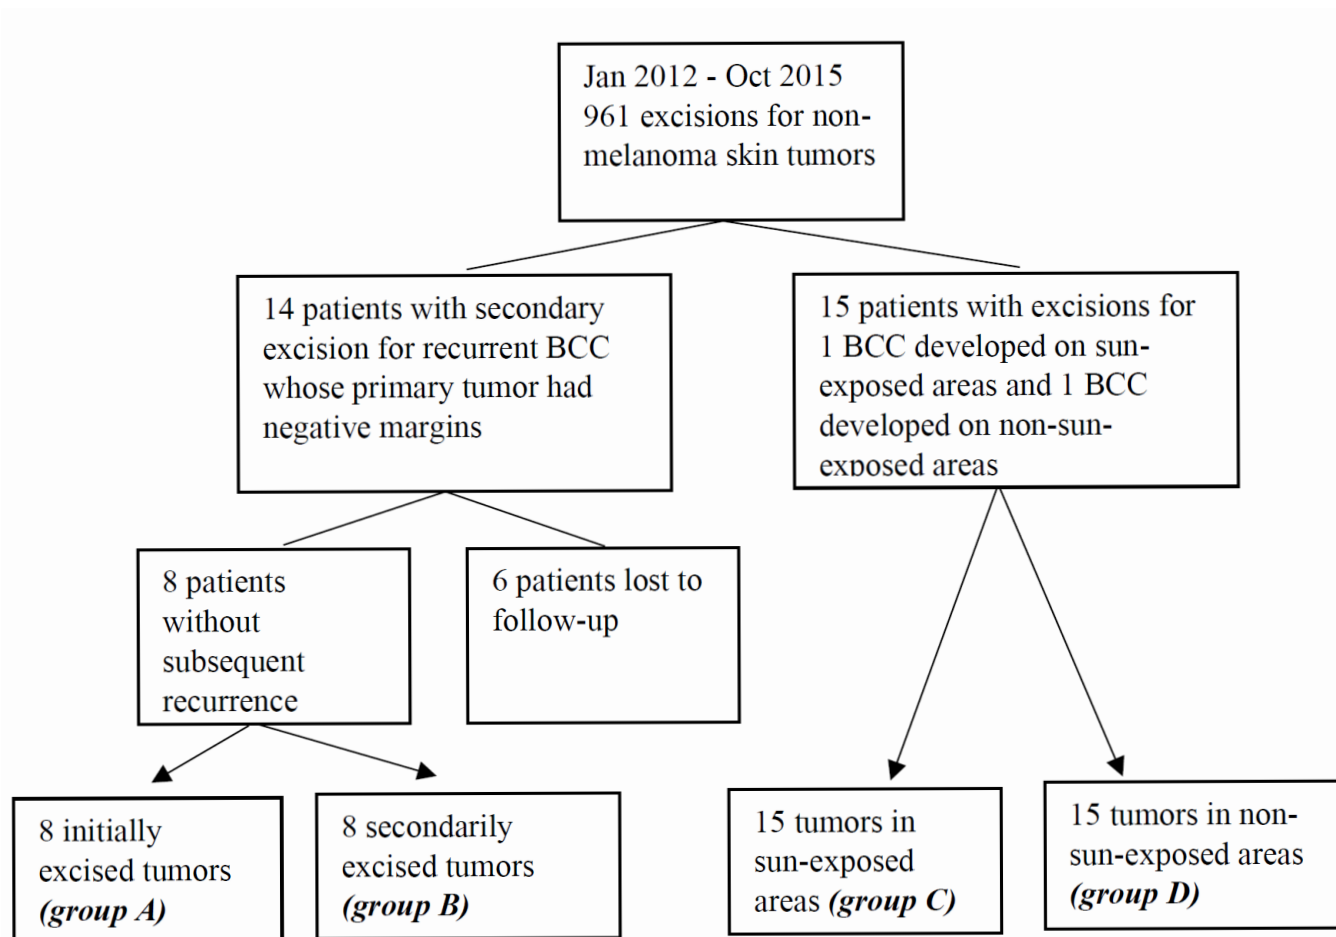 Jan 2012 - Oct 2015
961 excisions for non-
melanoma skin tumors
14 patients with secondary
excision for recurrent BCC
whose primary tumor had
negative margins
15 patients with excisions for
1 BCC developed on sun-
exposed areas and 1 BCC
developed on non-sun-
exposed areas
8 patients
without
subsequent
recurrence
6 patients lost to
follow-up
8 initially
excised tumors
(group A)
8 secondarily
excised tumors
(group B)
15 tumors in
sun-exposed
areas (group C)
15 tumors in non-
sun-exposed areas
(group D)